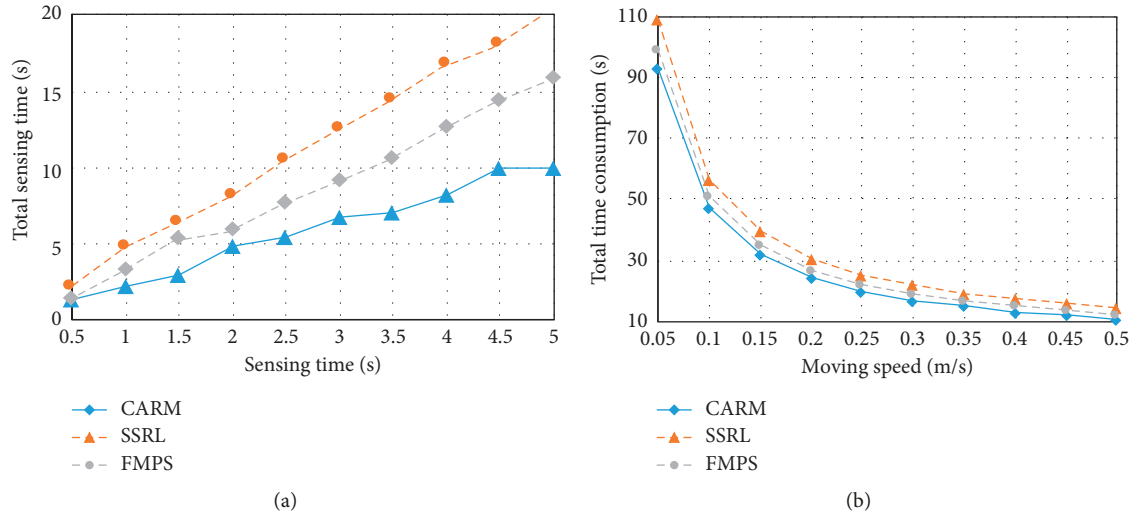 20
15
10
5
0
Total sensing time (s)
0.5 1 1.5 2 2.5 3 3.5 4 4.5 5
Sensing time (s)
CARM
SSRL
FMPS
(a)
110
90
70
50
30
10
Total time consumption (s)
0.05 0.1 0.15 0.2 0.25 0.3 0.35 0.4 0.45 0.5
Moving speed (m/s)
CARM
SSRL
FMPS
(b)